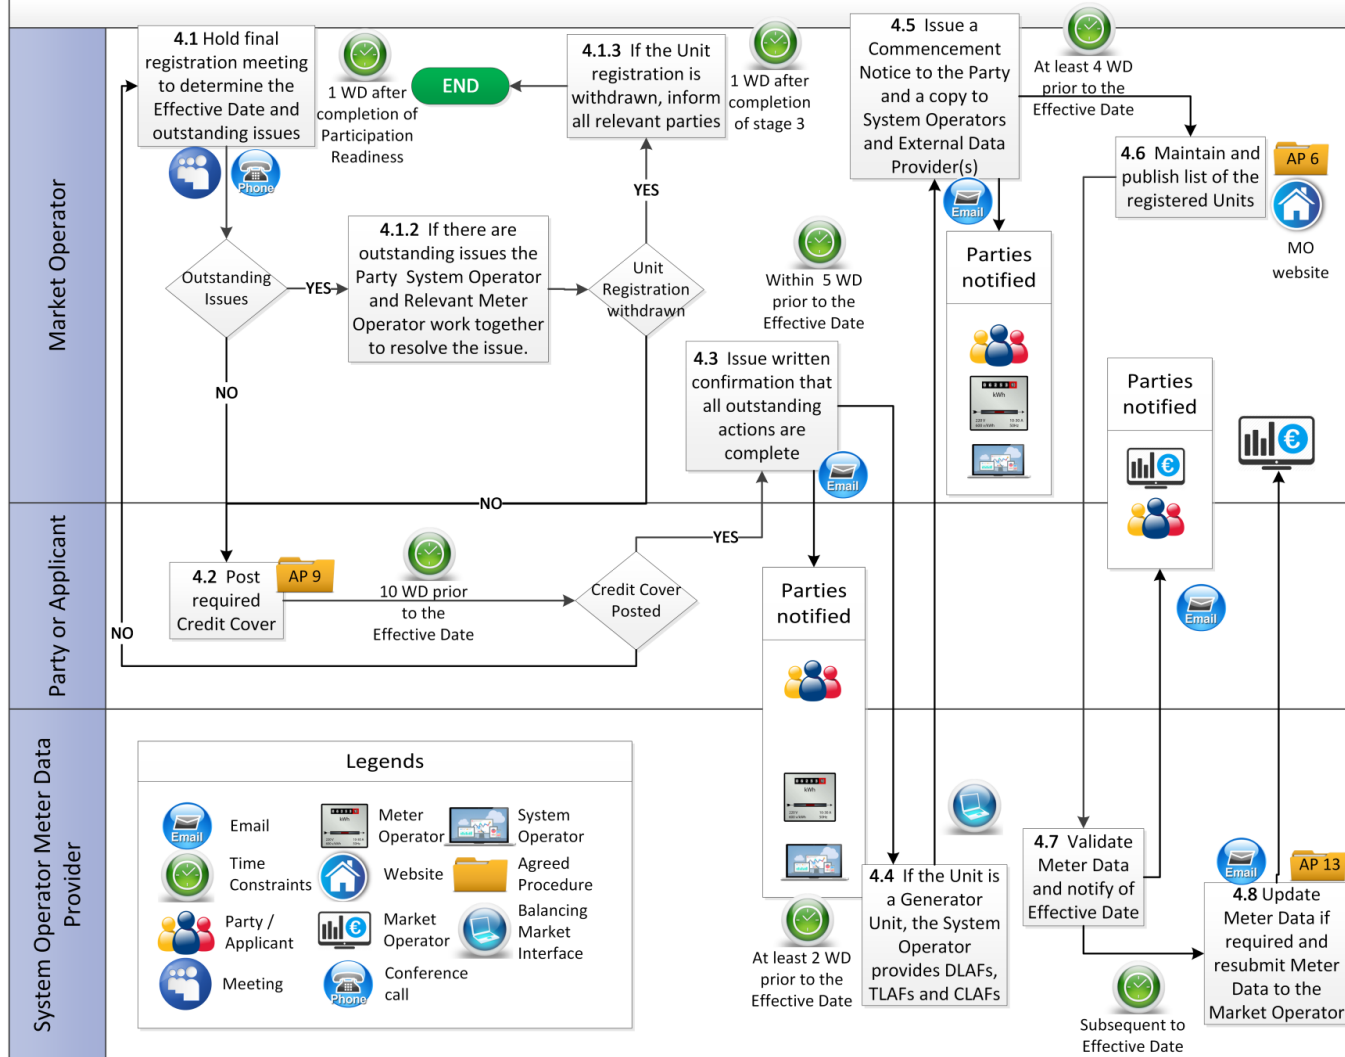 Market Operator
4.1 Hold final
registration meeting
to determine the
Effective Date and
outstanding issues
1 WD after
completion of
Participation
Readiness
Phone
END
4.1.3 If the Unit
registration is
withdrawn, inform
all relevant parties
1 WD after
completion
of stage 3
YES
Outstanding
Issues
YES
4.1.2 If there are
outstanding issues the
Party System Operator
and Relevant Meter
Operator work together
to resolve the issue.
Unit
Registration
withdrawn
NO
NO
Within 5 WD
prior to the
Effective Date
4.3 Issue written
confirmation that
all outstanding
actions are
complete
Email
4.5 Issue a
Commencement
Notice to the Party
and a copy to
System Operators
and External Data
Provider(s)
Email
At least 4 WD
prior to the
Effective Date
4.6 Maintain and
publish list of the
registered Units
AP 6
MO
website
Parties
notified
kWh
Parties
notified
Email
Party or Applicant
4.2 Post
required
Credit Cover
AP 9
10 WD prior
to the
Effective Date
Credit Cover
Posted
YES
NO
Parties
notified
kWh
At least 2 WD
prior to the
Effective Date
System Operator Meter Data
Provider
4.4 If the Unit is
a Generator
Unit, the System
Operator
provides DLAFs,
TLAFs and CLAFs
4.7 Validate
Meter Data
and notify of
Effective Date
Subsequent to
Effective Date
Email
AP 13
4.8 Update
Meter Data if
required and
resubmit Meter
Data to the
Market Operator
Legends
Email
Email
kWh
Meter
Operator
System
Operator
Time
Constraints
Website
Agreed
Procedure
Party /
Applicant
Market
Operator
Balancing
Market
Interface
Meeting
Phone
Conference
call